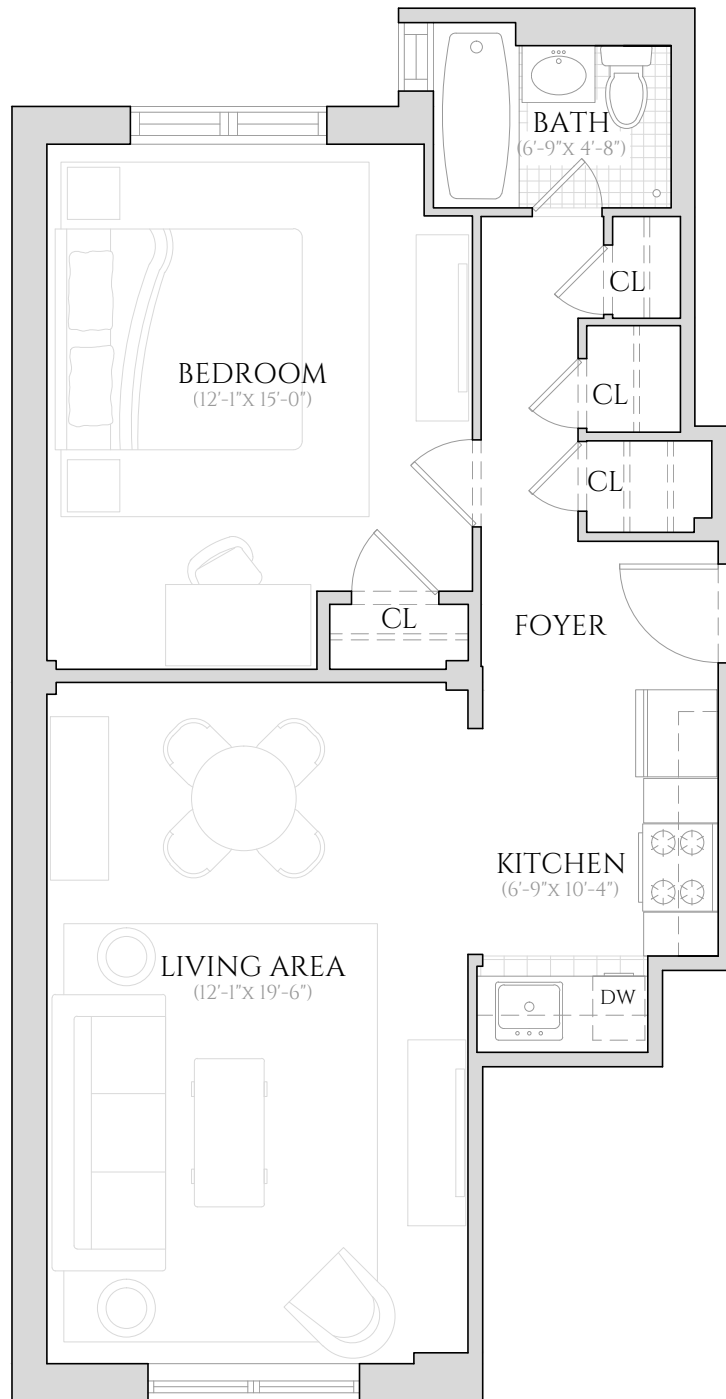 BATH
(6'-9"X 4'-8")
CL
BEDROOM
(12'-1"X 15'-0")
CL
CL
CL
FOYER
KITCHEN
(6'-9"X 10'-4")
LIVING AREA
(12'-1"X 19'-6")
DW